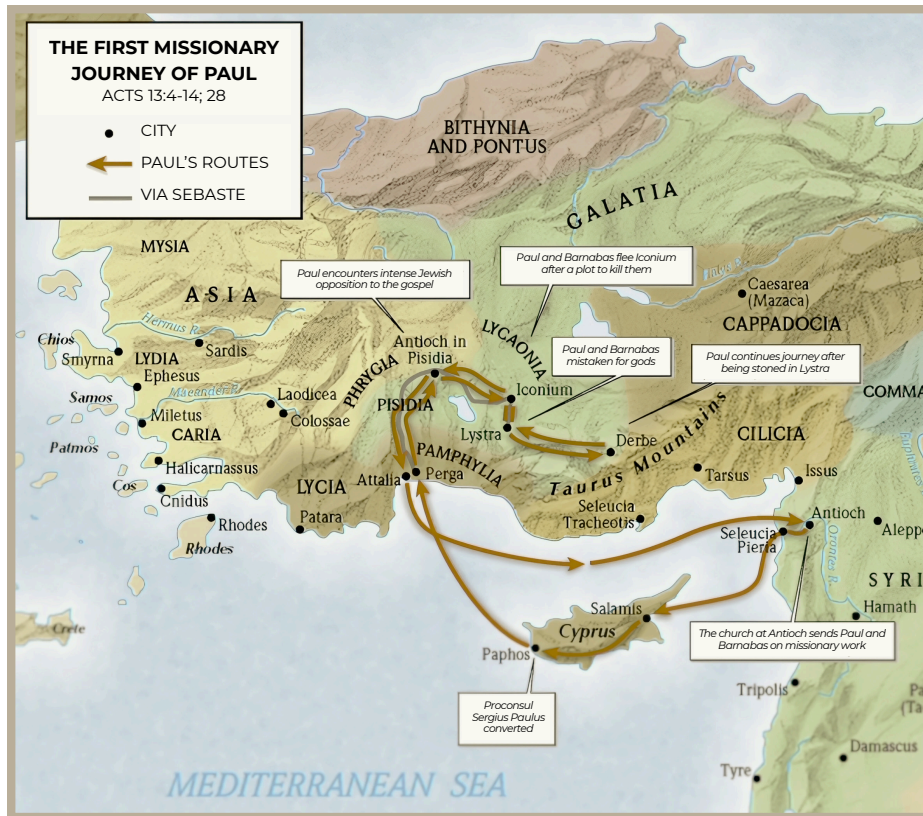 THE FIRST MISSIONARY
JOURNEY OF PAUL
ACTS 13:4-14; 28
CITY
PAUL'S ROUTES
VIA SEBASTE
BITHYNIA
AND PONTUS
GALATIA
MYSIA
ASIA
Paul encounters intense Jewish
opposition to the gospel
Paul and Barnabas flee Iconium
after a plot to kill them
Halys R.
Caesarea
(Mazaca)
CAPPADOCIA
Hermus R.
Chios
Smyrna
LYDIA
Sardis
Antioch in
Pisidia
LYCAONIA
Paul and Barnabas
mistaken for gods
Paul continues journey after
being stoned in Lystra
Ephesus
PHRYGIA
Maeander R.
Samos
Laodicea
PISIDIA
Iconium
COMMA
Miletus
Colossae
Patmos
CARIA
Lystra
Derbe
CILICIA
Euphrates
Halicarnassus
PAMPHYLIA
Taurus Mountains
Cos
Attalia
Perga
Tarsus
Issus
Cnidus
LYCIA
Seleucia
Tracheotis
Rhodes
Rhodes
Patara
Antioch
Seleucia
Pieria
Aleppo
Orontes R.
SYRI
Salamis
Hamath
Crete
Cyprus
The church at Antioch sends Paul and
Barnabas on missionary work
Paphos
Proconsul
Sergius Paulus
converted
Tripolis
Pa
(Ta
Damascus
Tyre
MEDITERRANEAN SEA